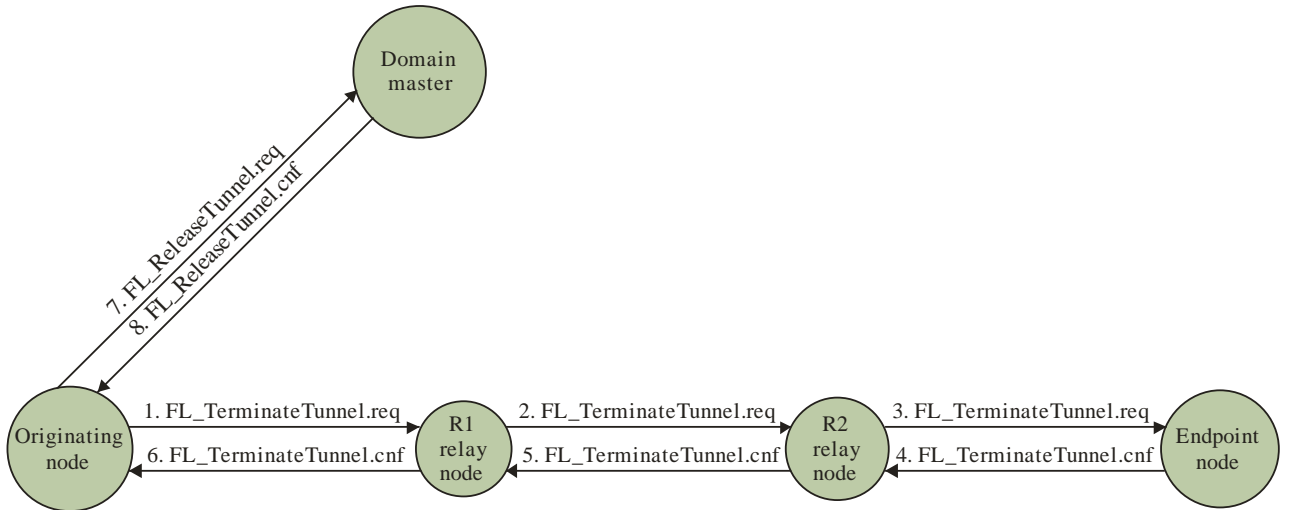 Domain
master
7. FL_ReleaseTunnel.req
8. FL_ReleaseTunnel.cnf
Originating
node
1. FL_TerminateTunnel.req
6. FL_TerminateTunnel.cnf
R1
relay
node
2. FL_TerminateTunnel.req
5. FL_TerminateTunnel.cnf
R2
relay
node
3. FL_TerminateTunnel.req
4. FL_TerminateTunnel.cnf
Endpoint
node